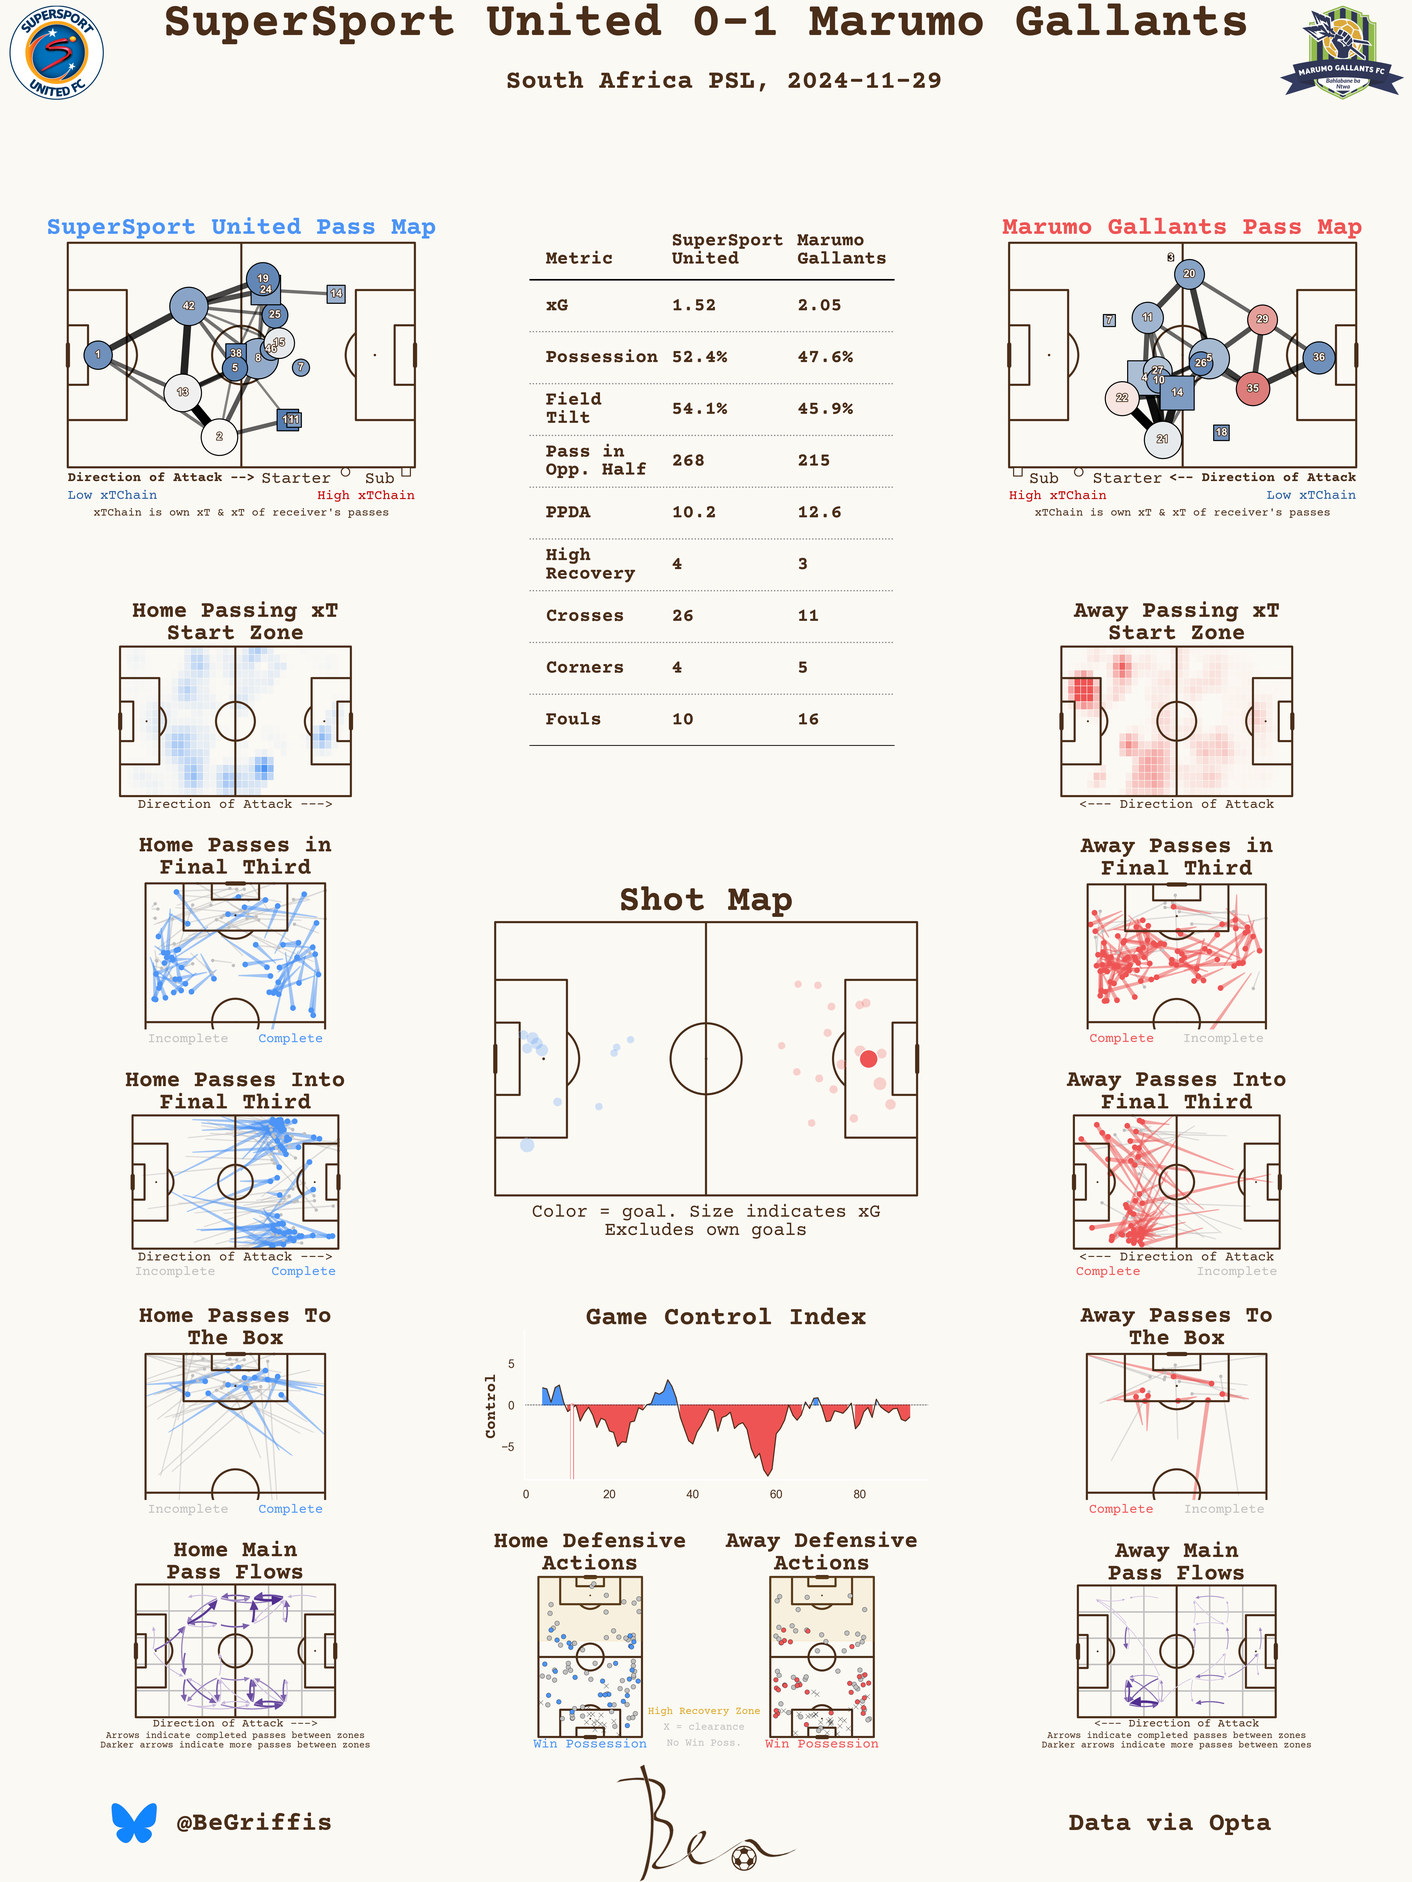 SuperSport United 0-1 Marumo Gallants
South Africa PSL, 2024-11-29
SUPERSPORT
UNITED FC
MARUMO GALLANTS FC
Bahlabane ba
Ntwa
SuperSport United Pass Map
19
24
14
42
25
15
46
38
8
1
5
7
13
11
2
Direction of Attack --> Starter Sub
Low xTChain High xTChain
xTChain is own xT & xT of receiver's passes
Metric SuperSport United Marumo Gallants
xG 1.52 2.05
Possession 52.4% 47.6%
Field Tilt 54.1% 45.9%
Pass in Opp. Half 268 215
PPDA 10.2 12.6
High Recovery 4 3
Crosses 26 11
Corners 4 5
Fouls 10 16
Marumo Gallants Pass Map
3
20
7
11
29
5
36
26
27
4
10
35
14
22
18
21
Sub Starter <-- Direction of Attack
High xTChain Low xTChain
xTChain is own xT & xT of receiver's passes
Home Passing xT
Start Zone
Direction of Attack --->
Away Passing xT
Start Zone
<--- Direction of Attack
Home Passes in
Final Third
Incomplete Complete
Away Passes in
Final Third
Complete Incomplete
Shot Map
Color = goal. Size indicates xG
Excludes own goals
Home Passes Into
Final Third
Direction of Attack --->
Incomplete Complete
Away Passes Into
Final Third
<--- Direction of Attack
Complete Incomplete
Home Passes To
The Box
Incomplete Complete
Game Control Index
Control
5
0
−5
0 20 40 60 80
Away Passes To
The Box
Complete Incomplete
Home Main
Pass Flows
Direction of Attack --->
Arrows indicate completed passes between zones
Darker arrows indicate more passes between zones
Home Defensive
Actions
Win Possession
High Recovery Zone
X = clearance
No Win Poss.
Away Defensive
Actions
Win Possession
Away Main
Pass Flows
<--- Direction of Attack
Arrows indicate completed passes between zones
Darker arrows indicate more passes between zones
@BeGriffis
Ben
Data via Opta